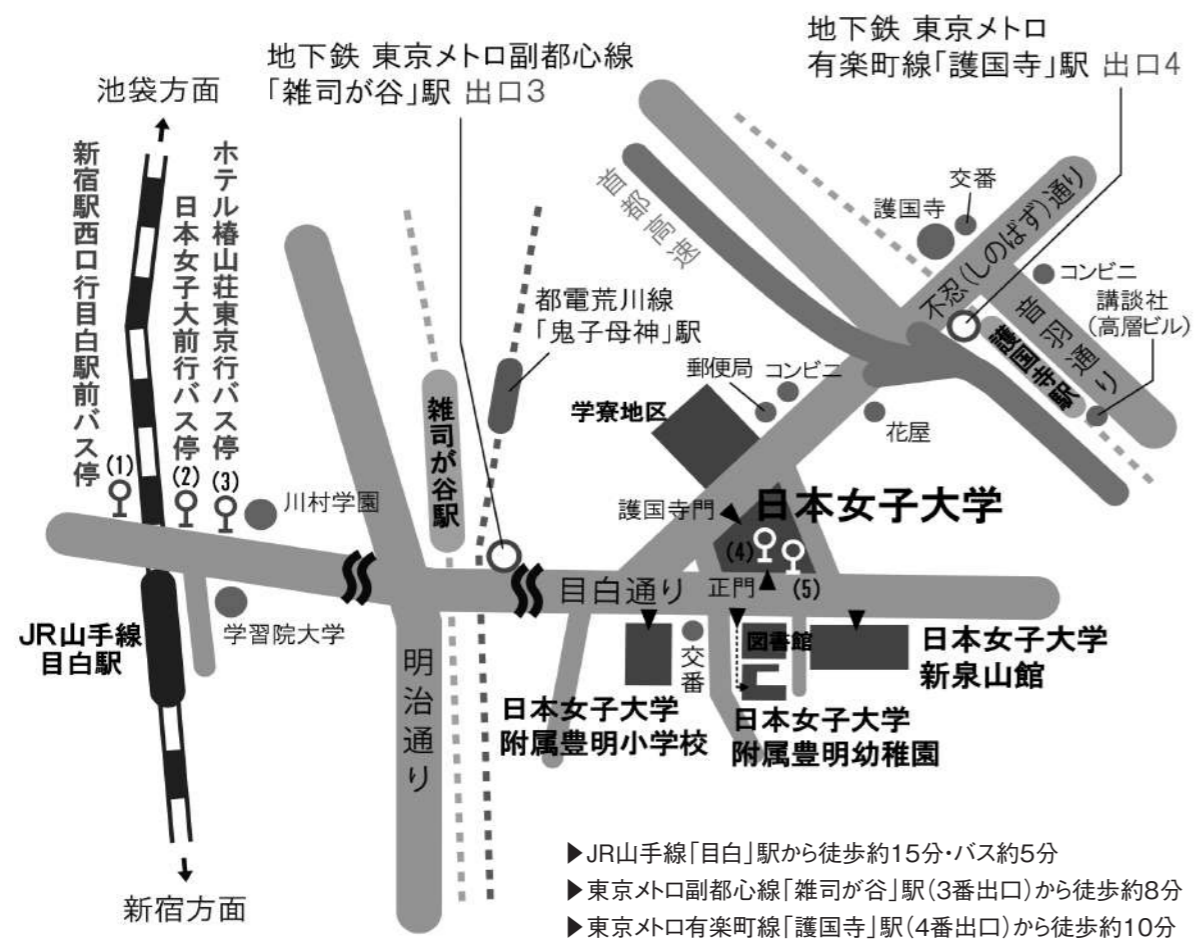 地下鉄 東京メトロ副都心線
「雑司が谷」駅 出口3
地下鉄 東京メトロ
有楽町線「護国寺」駅 出口4
池袋方面
新宿駅西口行目白駅前バス停
(1)
日本女子大前行バス停
(2)
ホテル椿山荘東京行バス停
(3)
川村学園
学習院大学
JR山手線
目白駅
新宿方面
明治通り
雑司が谷駅
都電荒川線
「鬼子母神」駅
首都高速
護国寺
交番
不忍(しのばず)通り
コンビニ
音羽通り
講談社
(高層ビル)
護国寺駅
郵便局
コンビニ
学寮地区
花屋
護国寺門
日本女子大学
(4)
(5)
目白通り
正門
交番
図書館
日本女子大学
新泉山館
日本女子大学
附属豊明小学校
日本女子大学
附属豊明幼稚園
▶JR山手線「目白」駅から徒歩約15分・バス約5分
▶東京メトロ副都心線「雑司が谷」駅(3番出口)から徒歩約8分
▶東京メトロ有楽町線「護国寺」駅(4番出口)から徒歩約10分